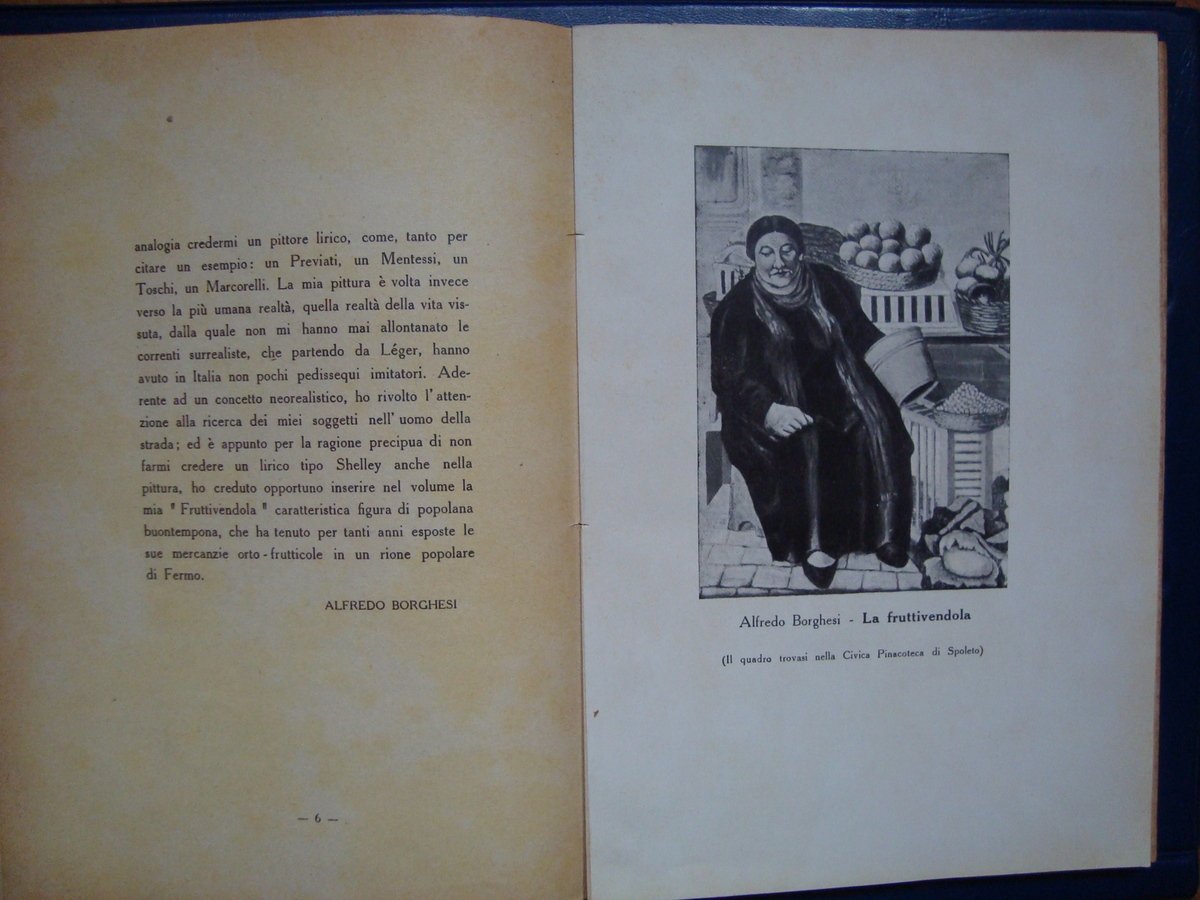 analogia credermi un pittore lirico, come, tanto per
citare un esempio: un Previati, un Mentessi, un
Toschi, un Marcorelli. La mia pittura è volta invece
verso la più umana realtà, quella realtà della vita vis-
suta, dalla quale non mi hanno mai allontanato le
correnti surrealiste, che partendo da Léger, hanno
avuto in Italia non pochi pedissequi imitatori. Ade-
rente ad un concetto neorealistico, ho rivolto l'atten-
zione alla ricerca dei miei soggetti nell'uomo della
strada; ed è appunto per la ragione precipua di non
farmi credere un lirico tipo Shelley anche nella
pittura, ho creduto opportuno inserire nel volume la
mia "Fruttivendola" caratteristica figura di popolana
buontempona, che ha tenuto per tanti anni esposte le
sue mercanzie orto-frutticole in un rione popolare
di Fermo.
ALFREDO BORGHESI
— 6 —
Alfredo Borghesi - La fruttivendola
(Il quadro trovasi nella Civica Pinacoteca di Spoleto)